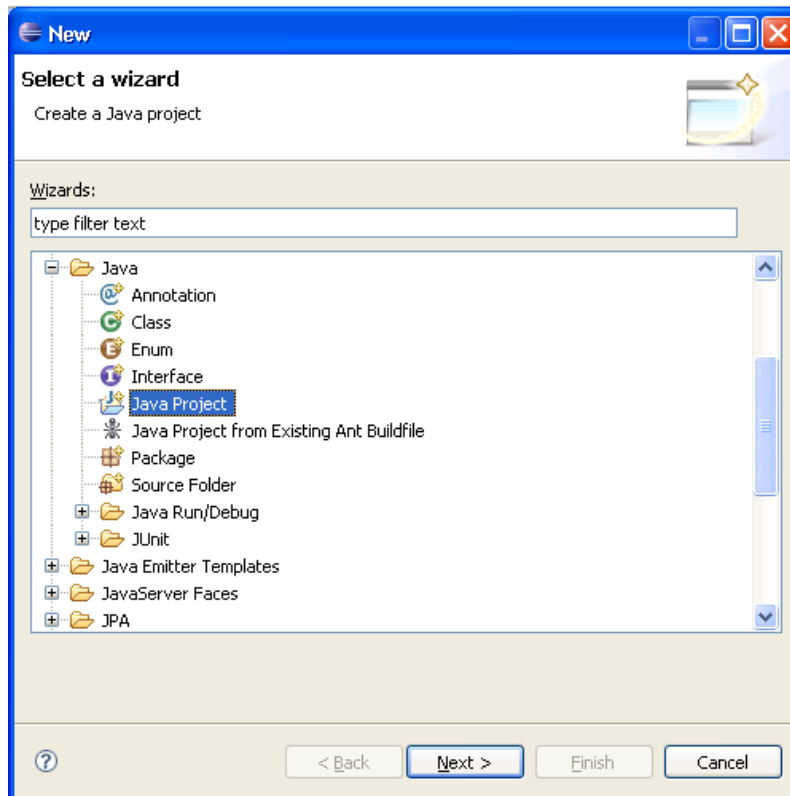 New
Select a wizard
Create a Java project
Wizards:
type filter text
Java
Annotation
Class
Enum
Interface
Java Project
Java Project from Existing Ant Buildfile
Package
Source Folder
Java Run/Debug
JUnit
Java Emitter Templates
JavaServer Faces
JPA
< Back Next > Finish Cancel